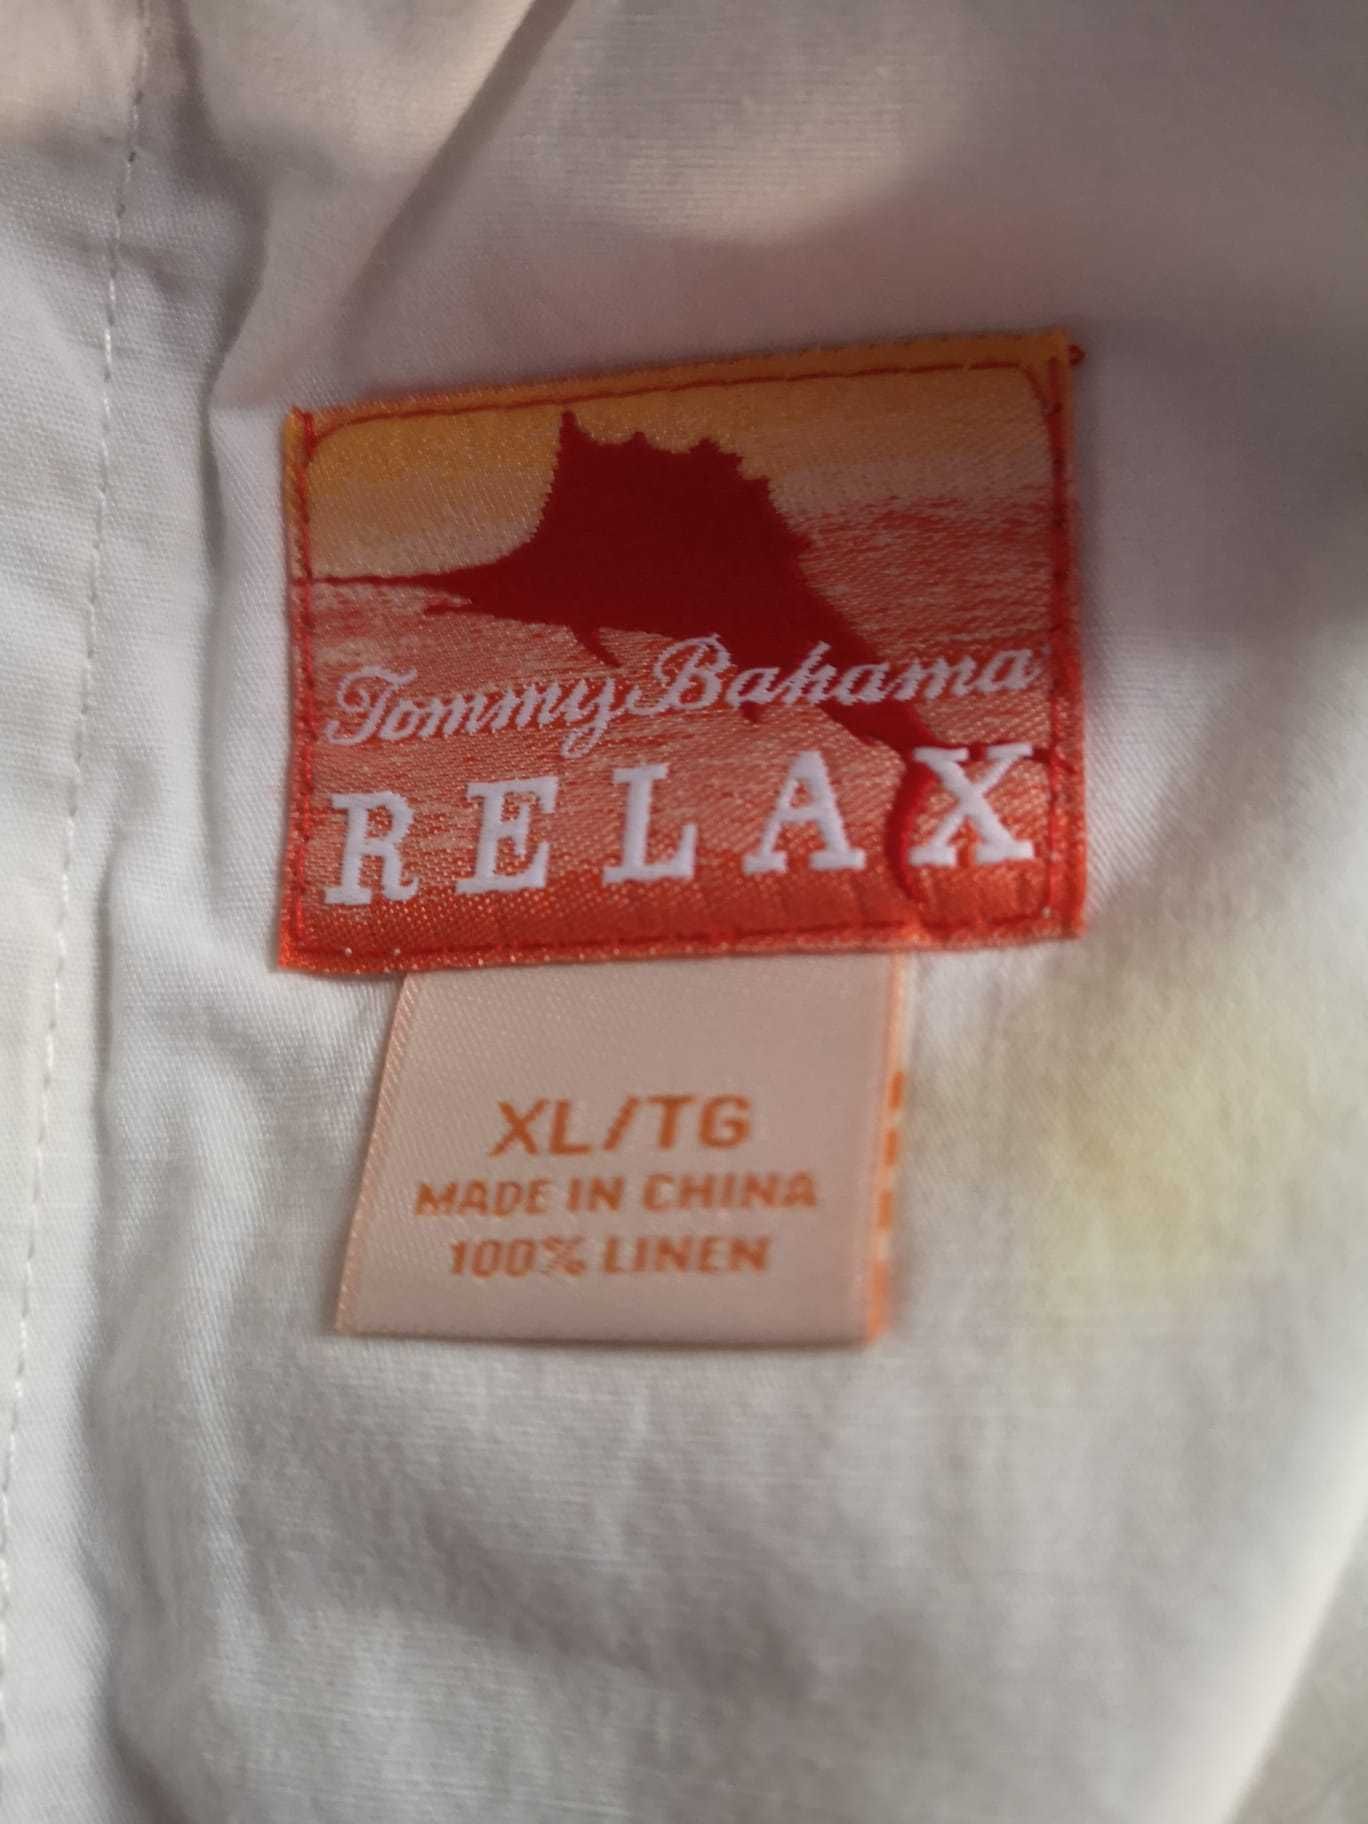 Tommy Bahama
RELAX
XL/TG
MADE IN CHINA
100% LINEN